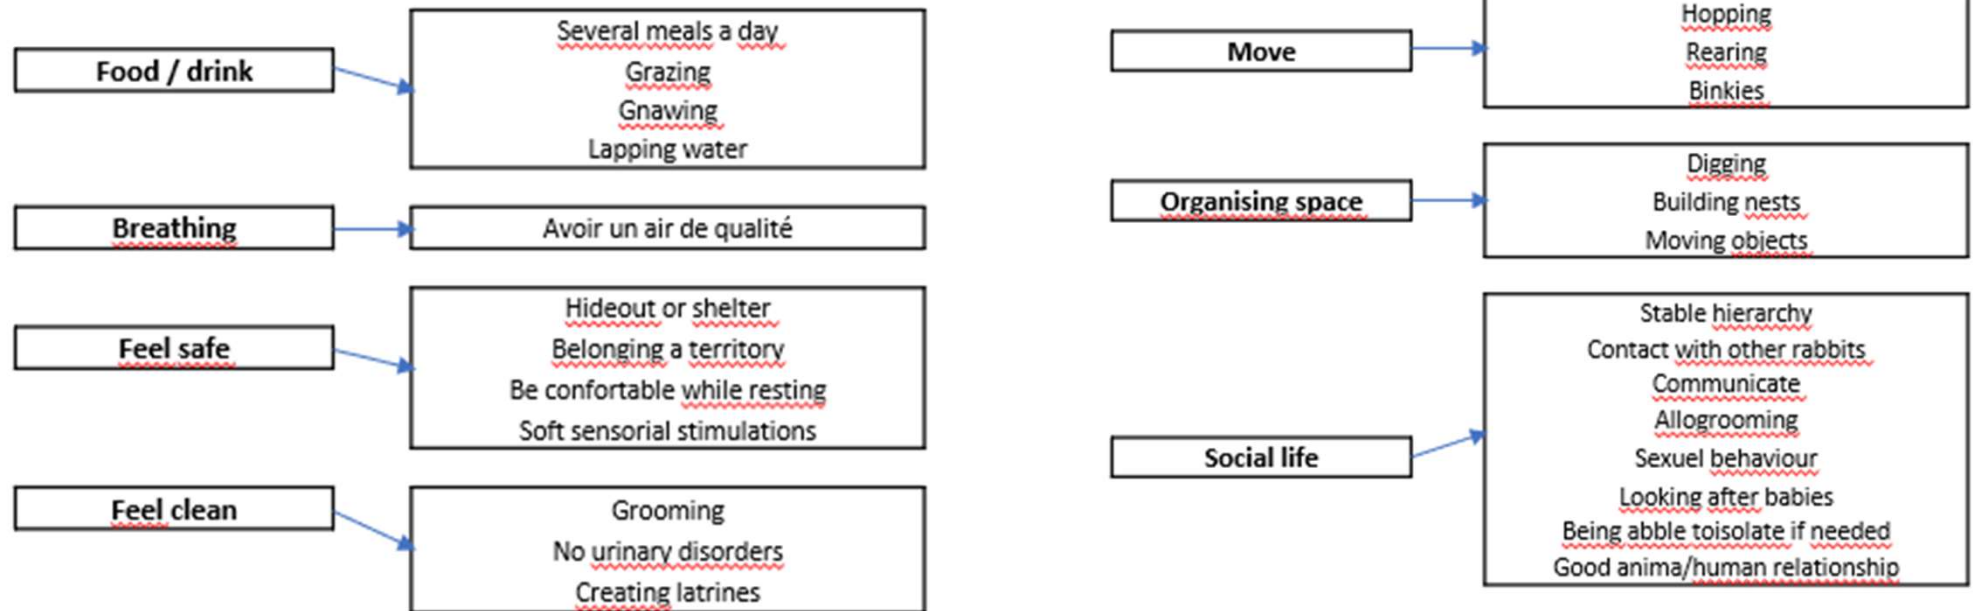 Food / drink
Several meals a day
Grazing
Gnawing
Lapping water
Breathing
Avoir un air de qualité
Feel safe
Hideout or shelter
Belonging a territory
Be confortable while resting
Soft sensorial stimulations
Feel clean
Grooming
No urinary disorders
Creating latrines
Move
Hopping
Rearing
Binkies
Organising space
Digging
Building nests
Moving objects
Social life
Stable hierarchy
Contact with other rabbits
Communicate
Allogrooming
Sexuel behaviour
Looking after babies
Being abble toisolate if needed
Good anima/human relationship